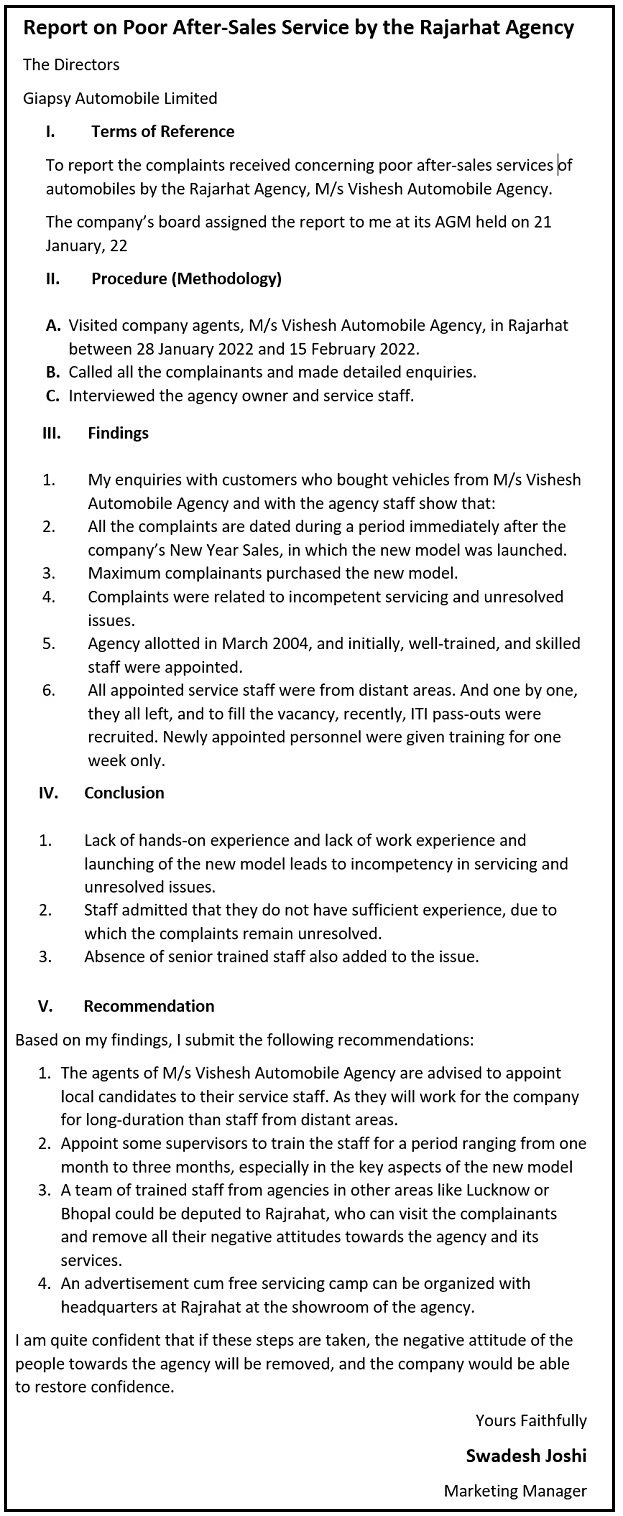 Report on Poor After-Sales Service by the Rajarhat Agency
The Directors
Giapsy Automobile Limited
I. Terms of Reference
To report the complaints received concerning poor after-sales services of
automobiles by the Rajarhat Agency, M/s Vishesh Automobile Agency.
The company’s board assigned the report to me at its AGM held on 21
January, 22
II. Procedure (Methodology)
A. Visited company agents, M/s Vishesh Automobile Agency, in Rajarhat
between 28 January 2022 and 15 February 2022.
B. Called all the complainants and made detailed enquiries.
C. Interviewed the agency owner and service staff.
III. Findings
1. My enquiries with customers who bought vehicles from M/s Vishesh
Automobile Agency and with the agency staff show that:
2. All the complaints are dated during a period immediately after the
company’s New Year Sales, in which the new model was launched.
3. Maximum complainants purchased the new model.
4. Complaints were related to incompetent servicing and unresolved
issues.
5. Agency allotted in March 2004, and initially, well-trained, and skilled
staff were appointed.
6. All appointed service staff were from distant areas. And one by one,
they all left, and to fill the vacancy, recently, ITI pass-outs were
recruited. Newly appointed personnel were given training for one
week only.
IV. Conclusion
1. Lack of hands-on experience and lack of work experience and
launching of the new model leads to incompetency in servicing and
unresolved issues.
2. Staff admitted that they do not have sufficient experience, due to
which the complaints remain unresolved.
3. Absence of senior trained staff also added to the issue.
V. Recommendation
Based on my findings, I submit the following recommendations:
1. The agents of M/s Vishesh Automobile Agency are advised to appoint
local candidates to their service staff. As they will work for the company
for long-duration than staff from distant areas.
2. Appoint some supervisors to train the staff for a period ranging from one
month to three months, especially in the key aspects of the new model
3. A team of trained staff from agencies in other areas like Lucknow or
Bhopal could be deputed to Rajrahat, who can visit the complainants
and remove all their negative attitudes towards the agency and its
services.
4. An advertisement cum free servicing camp can be organized with
headquarters at Rajrahat at the showroom of the agency.
I am quite confident that if these steps are taken, the negative attitude of the
people towards the agency will be removed, and the company would be able
to restore confidence.
Yours Faithfully
Swadesh Joshi
Marketing Manager